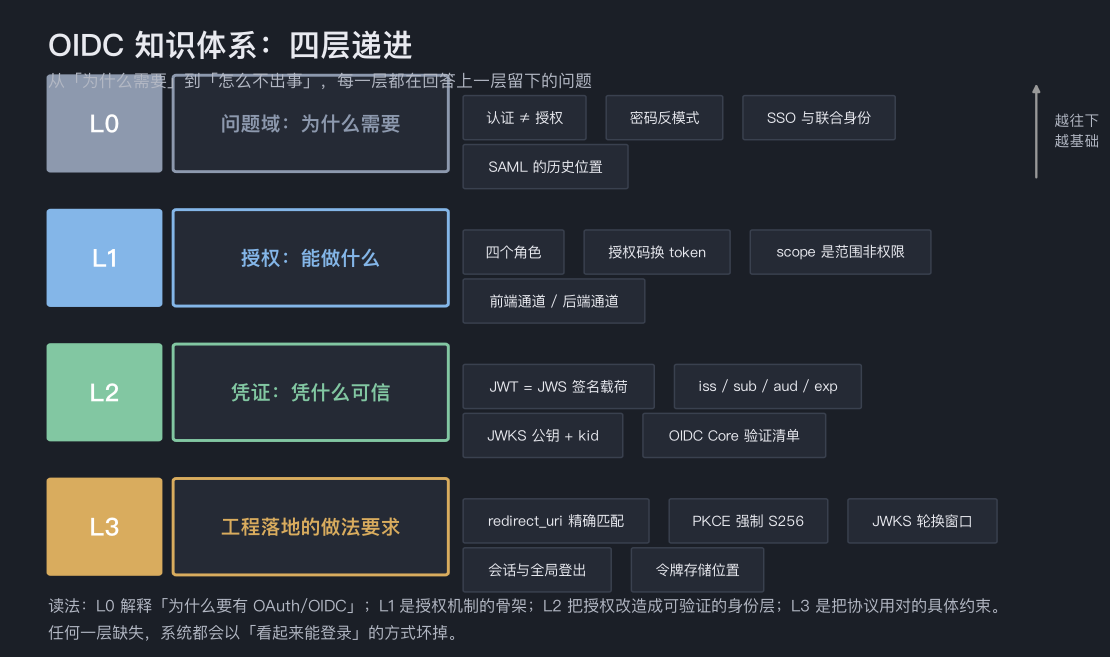 OIDC 知识体系：四层递进
从「为什么需要」到「怎么不出事」，每一层都在回答上一层留下的问题
L0
问题域：为什么需要
认证 ≠ 授权
密码反模式
SSO 与联合身份
SAML 的历史位置
越往下
越基础
L1
授权：能做什么
四个角色
授权码换 token
scope 是范围非权限
前端通道 / 后端通道
L2
凭证：凭什么可信
JWT = JWS 签名载荷
iss / sub / aud / exp
JWKS 公钥 + kid
OIDC Core 验证清单
L3
工程落地的做法要求
redirect_uri 精确匹配
PKCE 强制 S256
JWKS 轮换窗口
会话与全局登出
令牌存储位置
读法：L0 解释「为什么要有 OAuth/OIDC」；L1 是授权机制的骨架；L2 把授权改造成可验证的身份层；L3 是把协议用对的具体约束。
任何一层缺失，系统都会以「看起来能登录」的方式坏掉。